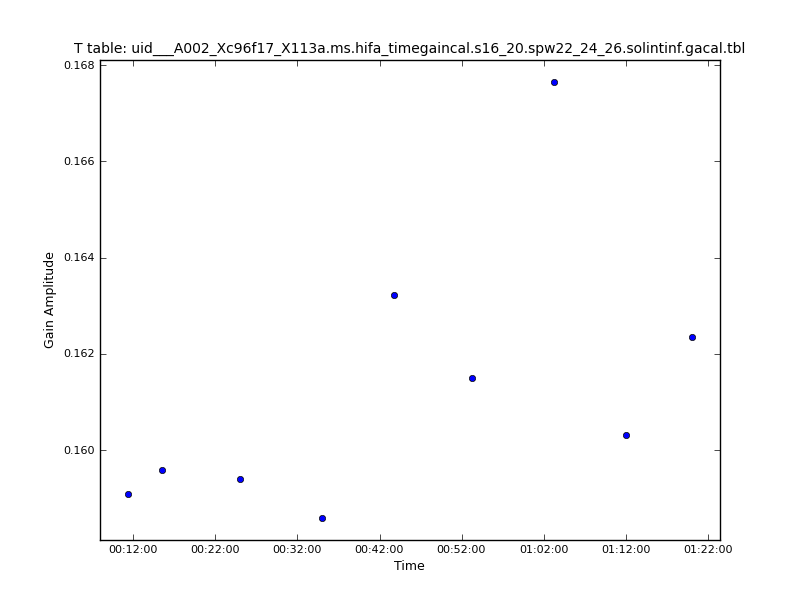 T table: uid___A002_Xc96f17_X113a.ms.hifa_timegaincal.s16_20.spw22_24_26.solintinf.gacal.tbl
0.168
0.166
0.164
0.162
0.160
Gain Amplitude
00:12:00 00:22:00 00:32:00 00:42:00 00:52:00 01:02:00 01:12:00 01:22:00
Time